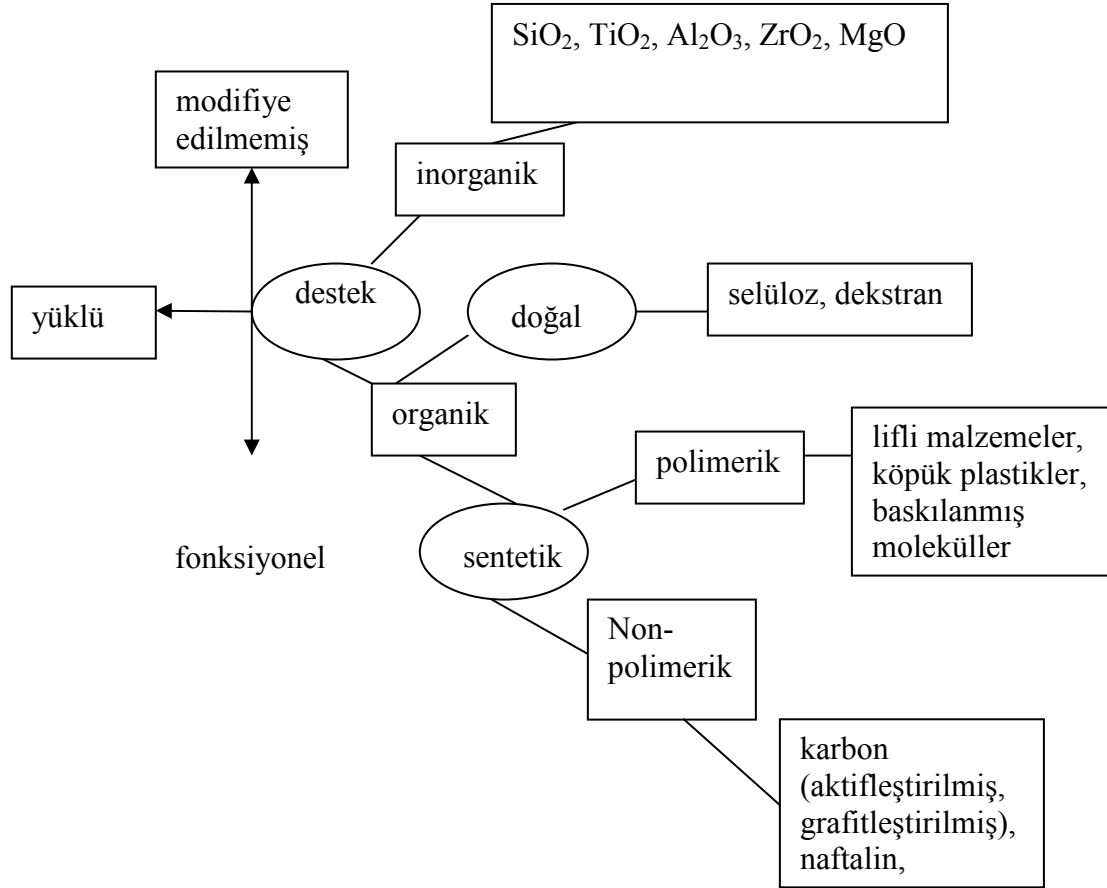 SiO₂, TiO₂, Al₂O₃, ZrO₂, MgO
modifiye
edilmemiş
inorganik
destek
doğal
selüloz, dekstran
yüklü
organik
polimerik
lifli malzemeler,
köpük plastikler,
baskılanmış
moleküller
fonksiyonel
sentetik
Non-
polimerik
karbon
(aktifleştirilmiş,
grafitleştirilmiş),
naftalin,